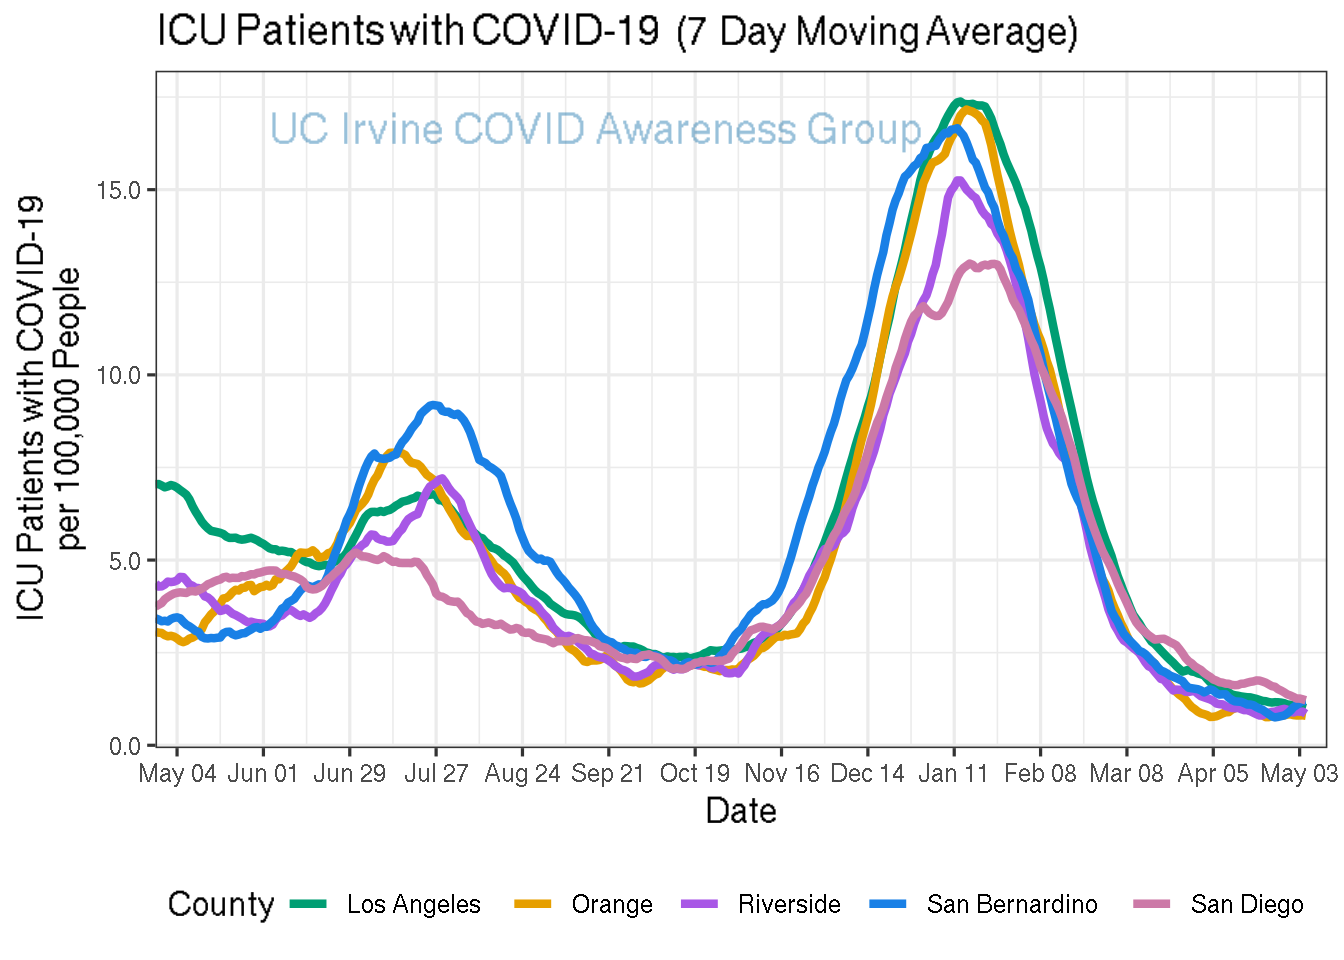 ICU Patients with COVID-19 (7 Day Moving Average)
UC Irvine COVID Awareness Group
ICU Patients with COVID-19
per 100,000 People
15.0
10.0
5.0
0.0
May 04 Jun 01 Jun 29 Jul 27 Aug 24 Sep 21 Oct 19 Nov 16 Dec 14 Jan 11 Feb 08 Mar 08 Apr 05 May 03
Date
County Los Angeles Orange Riverside San Bernardino San Diego